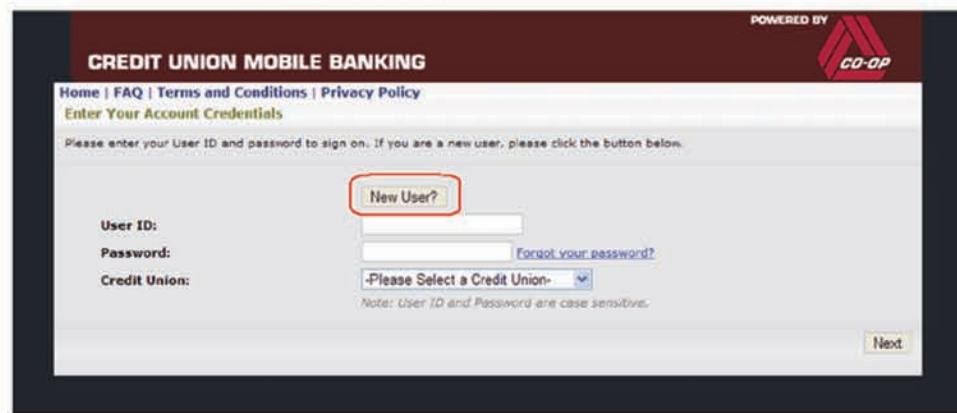 POWERED BY
CO-OP
CREDIT UNION MOBILE BANKING
Home | FAQ | Terms and Conditions | Privacy Policy
Enter Your Account Credentials
Please enter your User ID and password to sign on. If you are a new user, please click the button below.
New User?
User ID:
Password: Forgot your password?
Credit Union: -Please Select a Credit Union-
Note: User ID and Password are case sensitive.
Next